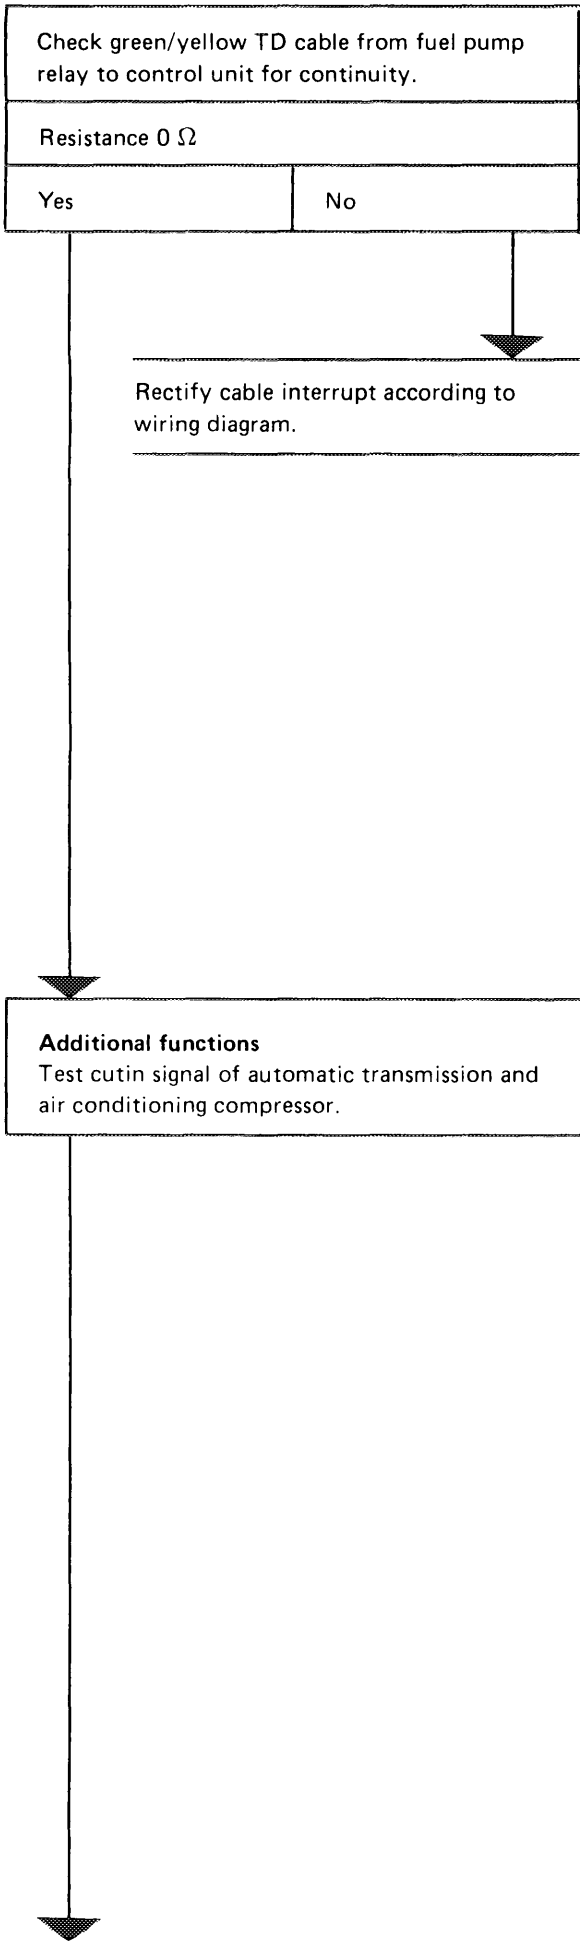 Check green/yellow TD cable from fuel pump
relay to control unit for continuity.
Resistance 0 Ω
Yes
No
Rectify cable interrupt according to
wiring diagram.
Additional functions
Test cutin signal of automatic transmission and
air conditioning compressor.